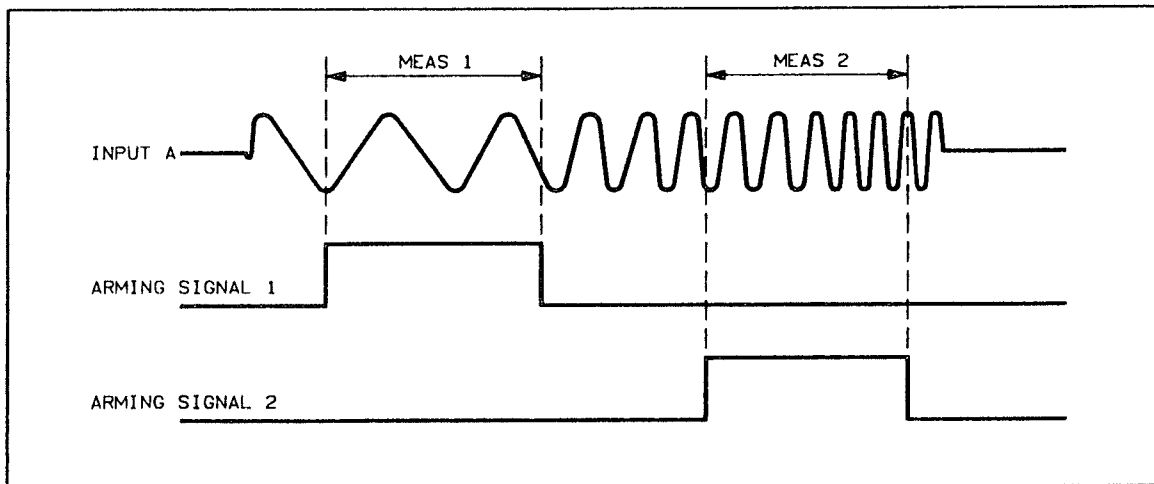 MEAS 1
MEAS 2
INPUT A
ARMING SIGNAL 1
ARMING SIGNAL 2